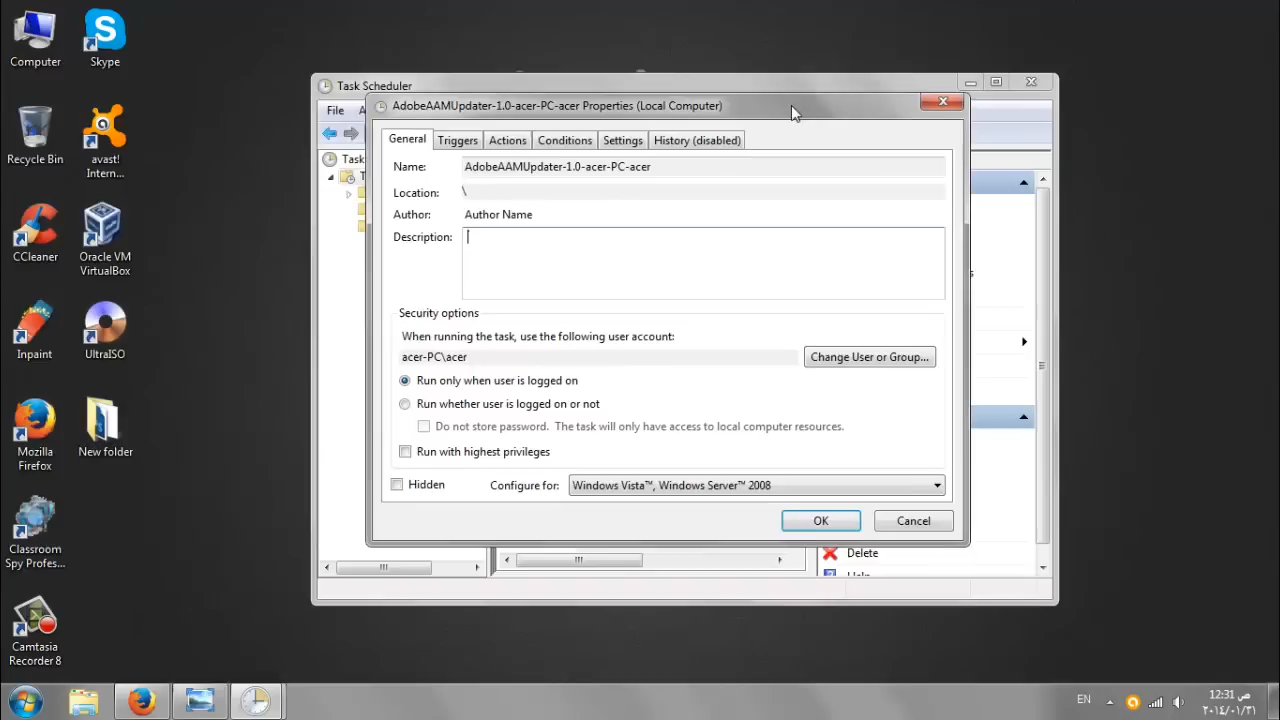 Computer
Skype
Recycle Bin
avast!
Intern...
CCleaner
Oracle VM
VirtualBox
Inpaint
UltraISO
Mozilla
Firefox
New folder
Classroom
Spy Profes...
Camtasia
Recorder 8
Task Scheduler
File
AdobeAAMUpdater-1.0-acer-PC-acer Properties (Local Computer)
General
Triggers
Actions
Conditions
Settings
History (disabled)
Name:
AdobeAAMUpdater-1.0-acer-PC-acer
Location:
\
Author:
Author Name
Description:
Security options
When running the task, use the following user account:
acer-PC\acer
Change User or Group...
Run only when user is logged on
Run whether user is logged on or not
Do not store password. The task will only have access to local computer resources.
Run with highest privileges
Hidden
Configure for:
Windows Vista™, Windows Server™ 2008
OK
Cancel
Task
Delete
Help
EN
12:31 ص
٢٠١٤/٠١/٣١